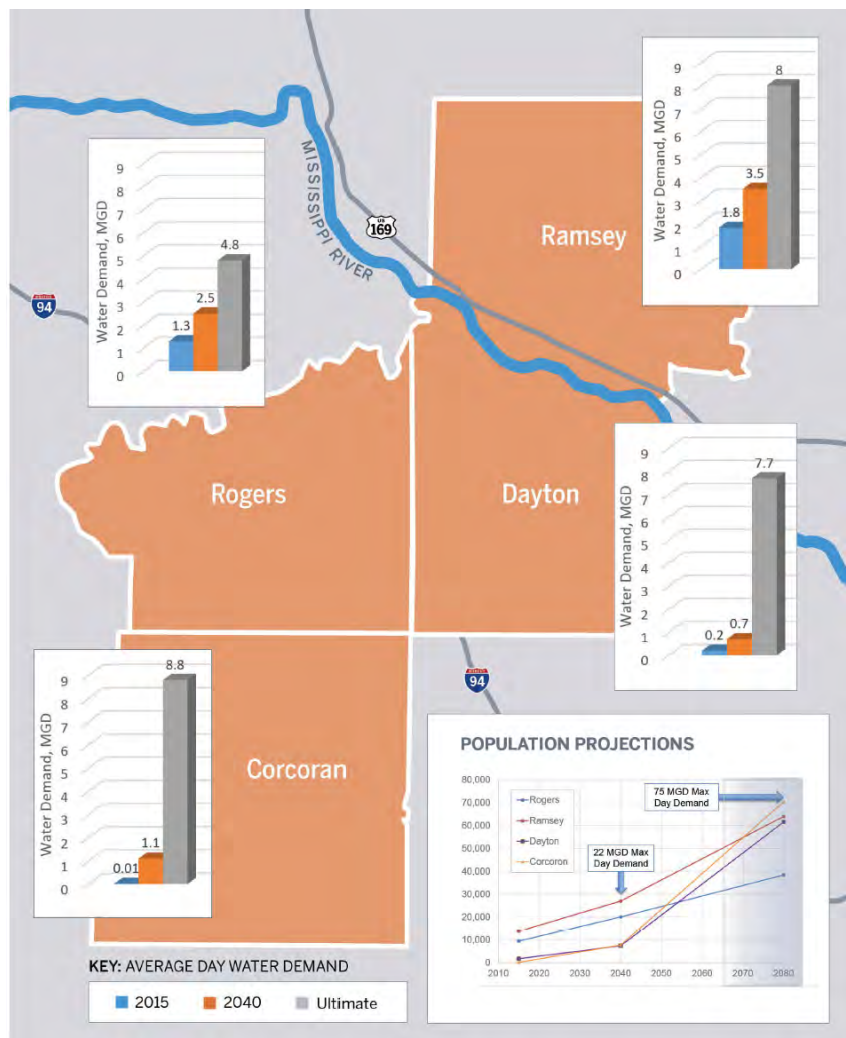 MISSISSIPPI RIVER
US
169
94
Ramsey
Rogers
Dayton
Corcoran
94
Water Demand, MGD
9
8
7
6
5
4
3
2
1
0
1.3
2.5
4.8
Water Demand, MGD
9
8
7
6
5
4
3
2
1
0
1.8
3.5
8
Water Demand, MGD
9
8
7
6
5
4
3
2
1
0
0.2
0.7
7.7
Water Demand, MGD
9
8
7
6
5
4
3
2
1
0
0.01
1.1
8.8
POPULATION PROJECTIONS
80,000
70,000
60,000
50,000
40,000
30,000
20,000
10,000
0
2010 2020 2030 2040 2050 2060 2070 2080
Rogers
Ramsey
Dayton
Corcoron
22 MGD Max
Day Demand
75 MGD Max
Day Demand
KEY: AVERAGE DAY WATER DEMAND
2015 2040 Ultimate